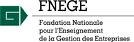 FNEGE
Fondation Nationale
pour l'Enseignement
de la Gestion des Entreprises